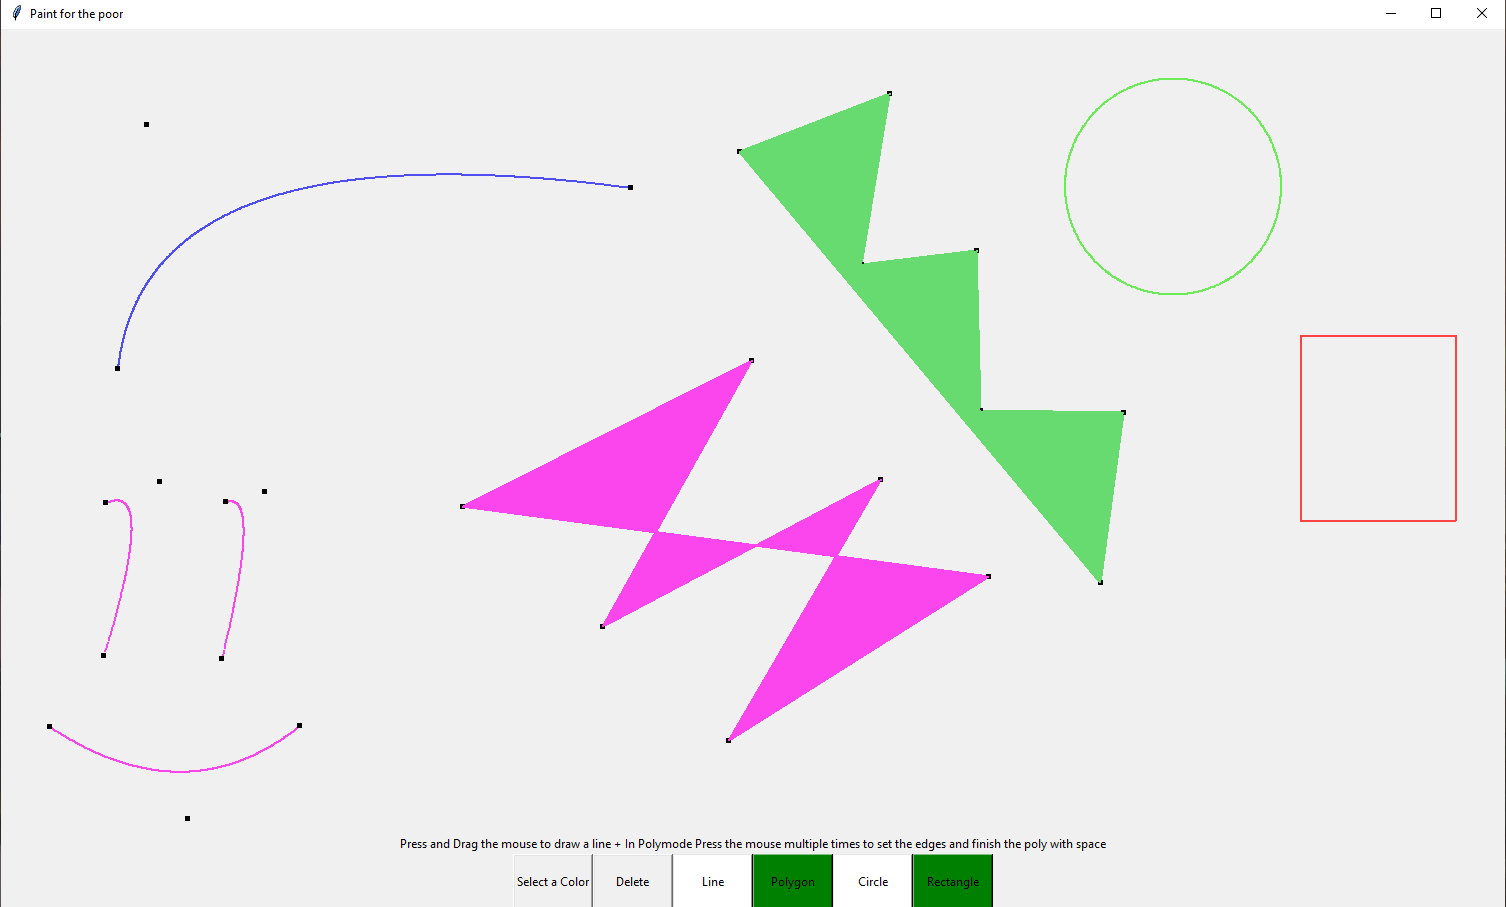 Paint for the poor
Press and Drag the mouse to draw a line + In Polymode Press the mouse multiple times to set the edges and finish the poly with space
Select a Color Delete Line Polygon Circle Rectangle